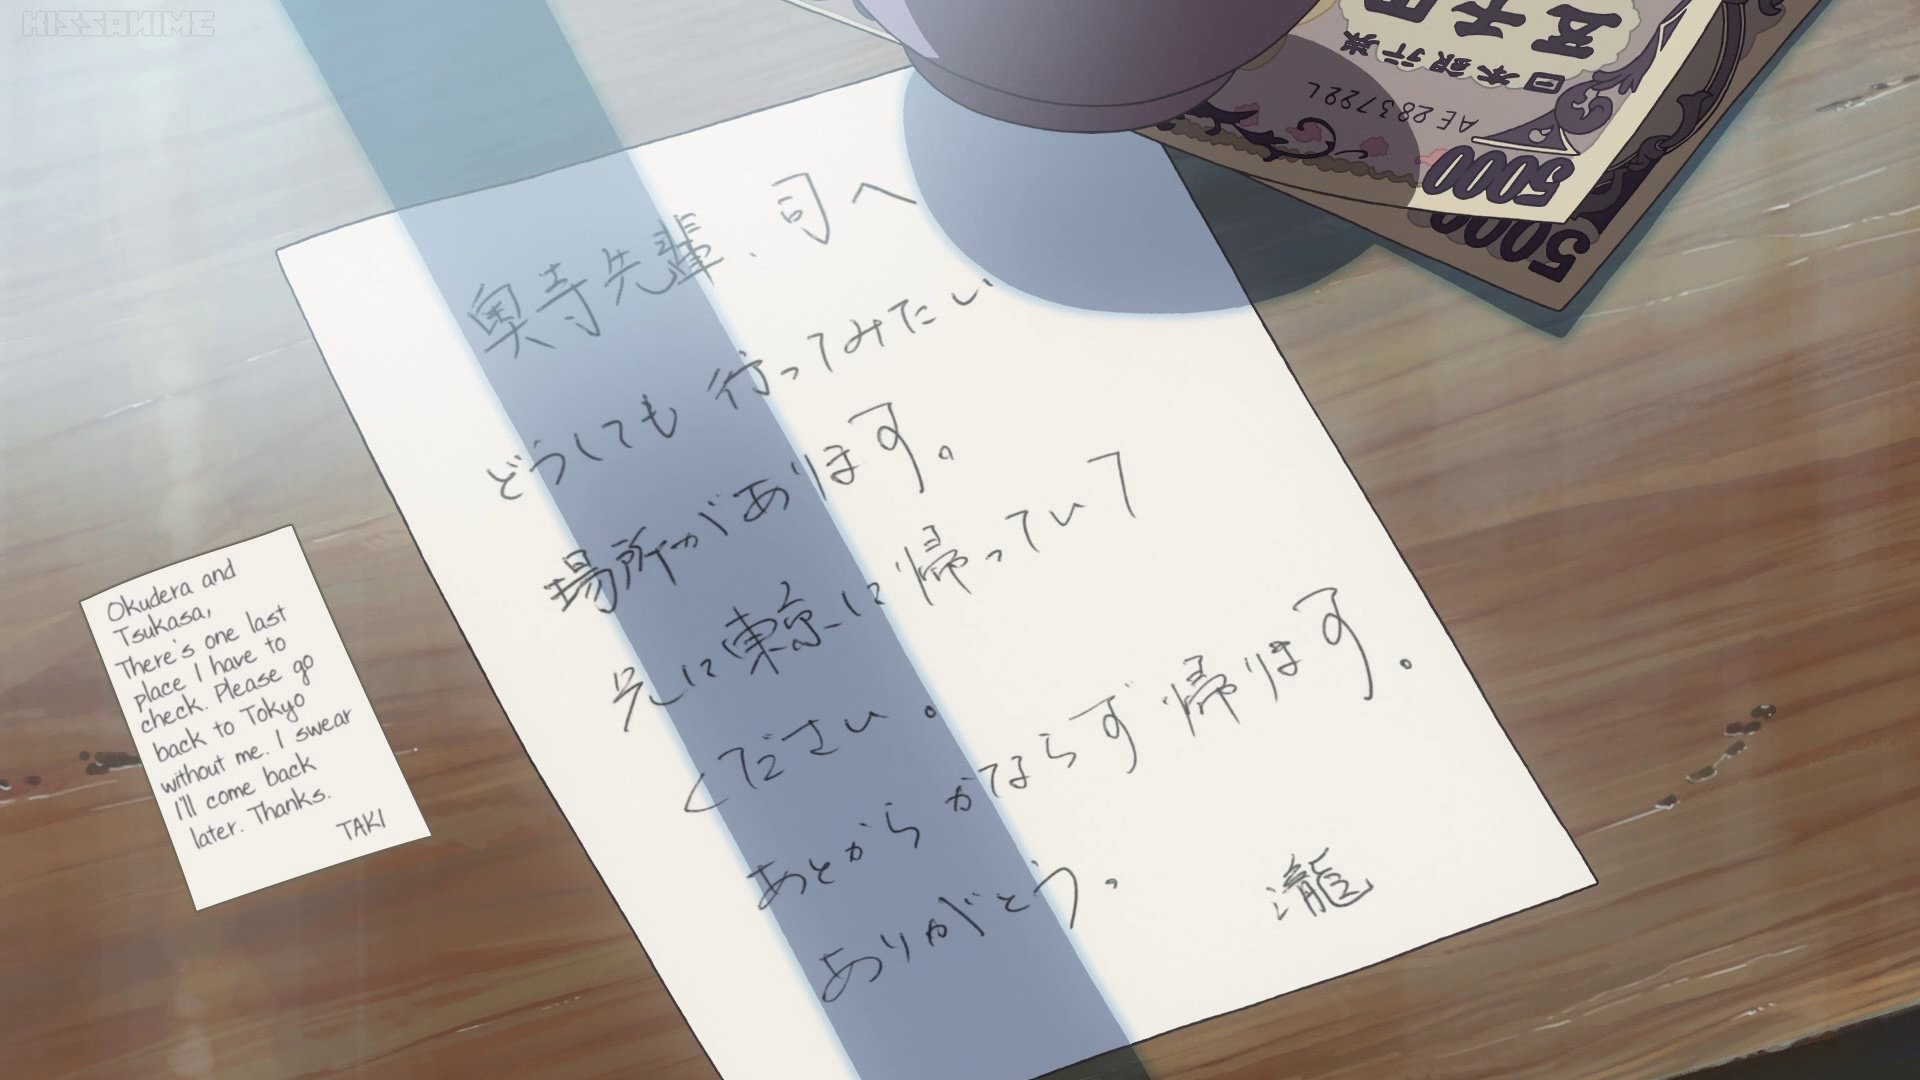 KISSANIME
五千円
日本銀行券
AE 283722L
5000
5000
奥寺先輩、司へ
どうしても 行ってみたい
場所があります。
先に東京に帰っていて
ください。
あとから かならず 帰ります。
ありがとう。
瀧
Okudera and
Tsukasa,
There's one last
place I have to
check. Please go
back to Tokyo
without me. I swear
I'll come back
later. Thanks.
TAKI